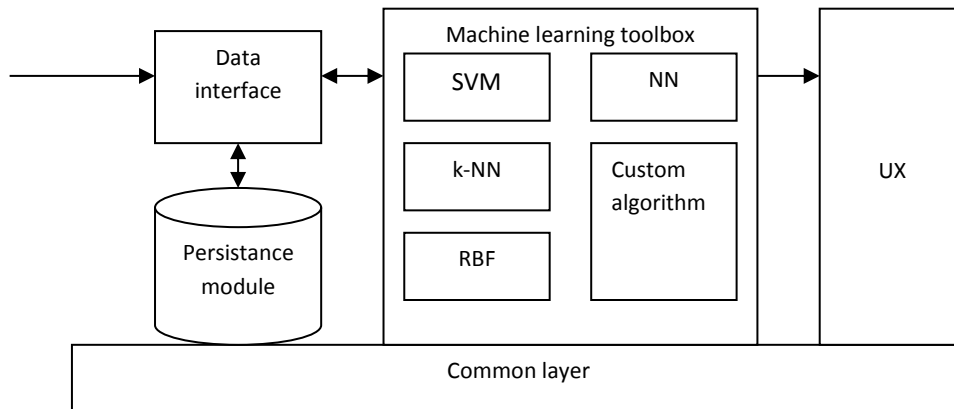 Machine learning toolbox
Data
interface
SVM
NN
k-NN
Custom
algorithm
UX
Persistance
module
RBF
Common layer